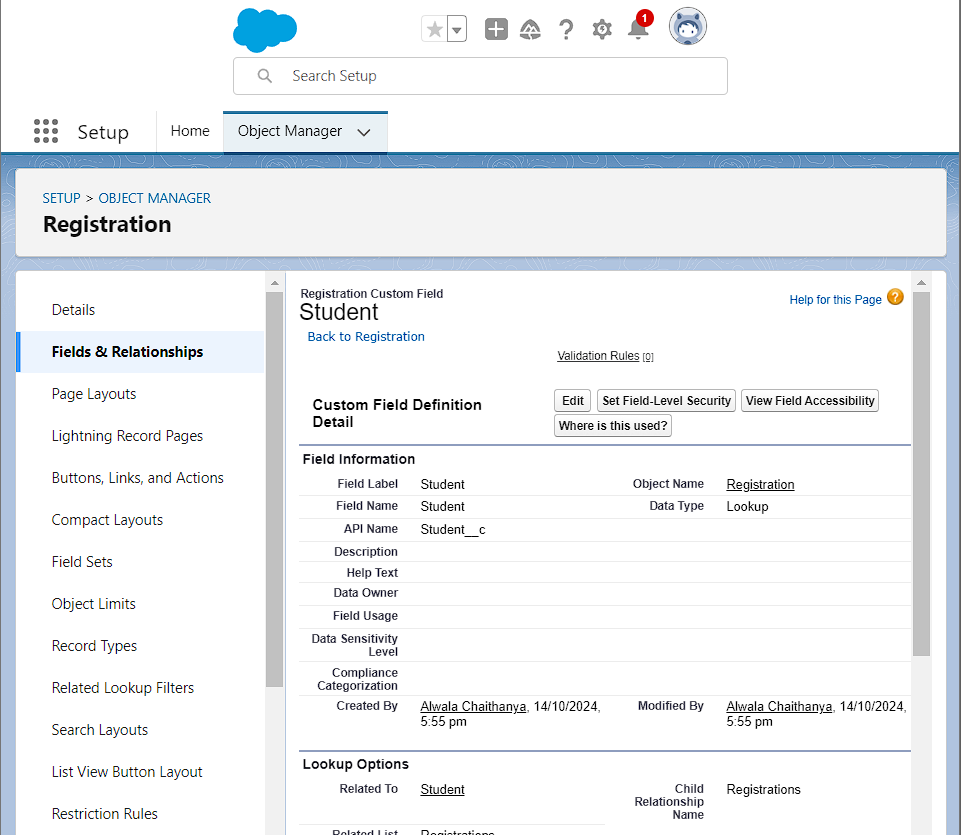 1
Search Setup
Setup
Home
Object Manager
SETUP > OBJECT MANAGER
Registration
Details
Fields & Relationships
Page Layouts
Lightning Record Pages
Buttons, Links, and Actions
Compact Layouts
Field Sets
Object Limits
Record Types
Related Lookup Filters
Search Layouts
List View Button Layout
Restriction Rules
Registration Custom Field
Student
Help for this Page ?
Back to Registration
Validation Rules [0]
Custom Field Definition
Detail
Edit
Set Field-Level Security
View Field Accessibility
Where is this used?
Field Information
Field Label Student Object Name Registration
Field Name Student Data Type Lookup
API Name Student__c
Description
Help Text
Data Owner
Field Usage
Data Sensitivity
Level
Compliance
Categorization
Created By Alwala Chaithanya, 14/10/2024,
5:55 pm
Modified By Alwala Chaithanya, 14/10/2024,
5:55 pm
Lookup Options
Related To Student
Child
Relationship
Name
Registrations
Related List Registrations